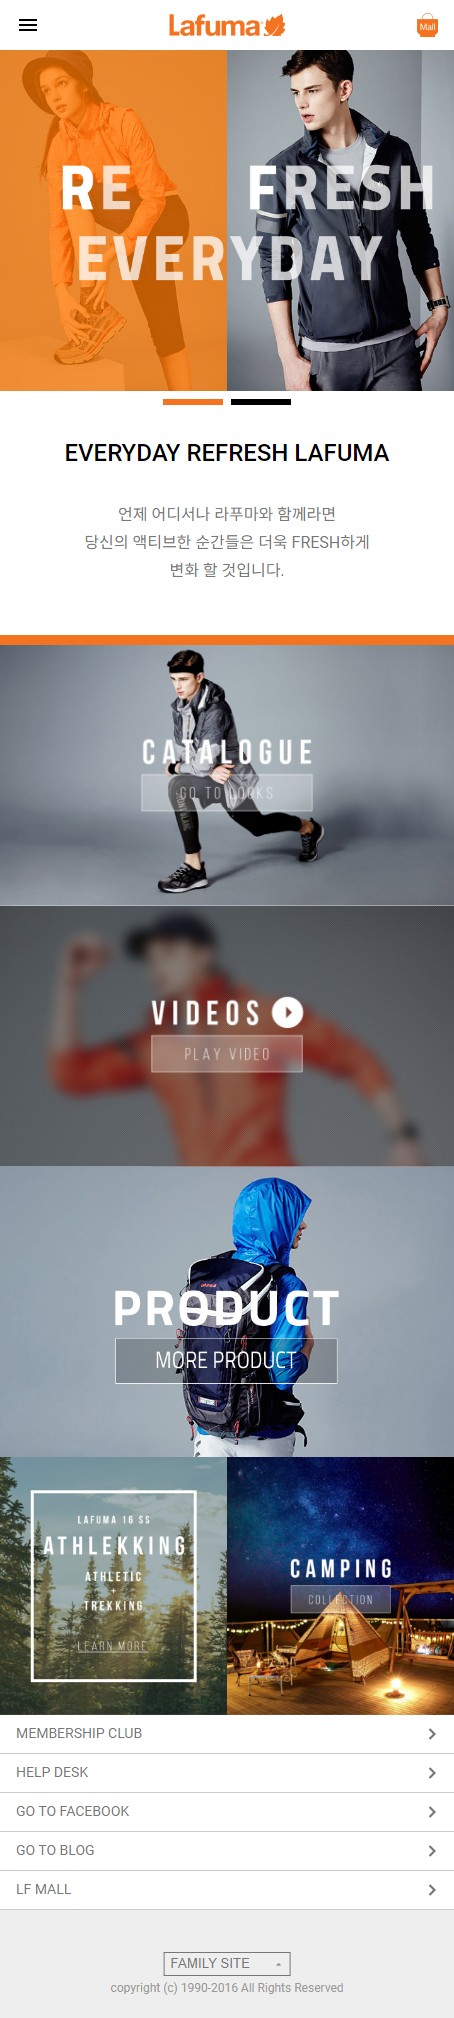 Lafuma
Mall
RE FRESH
EVERYDAY
EVERYDAY REFRESH LAFUMA
언제 어디서나 라푸마와 함께라면
당신의 액티브한 순간들은 더욱 FRESH하게
변화 할 것입니다.
CATALOGUE
GO TO LOOKS
VIDEOS
PLAY VIDEO
PRODUCT
MORE PRODUCT
LAFUMA 16 SS
ATHLEKKING
ATHLETIC
+
TREKKING
LEARN MORE
CAMPING
COLLECTION
MEMBERSHIP CLUB
HELP DESK
GO TO FACEBOOK
GO TO BLOG
LF MALL
FAMILY SITE
copyright (c) 1990-2016 All Rights Reserved